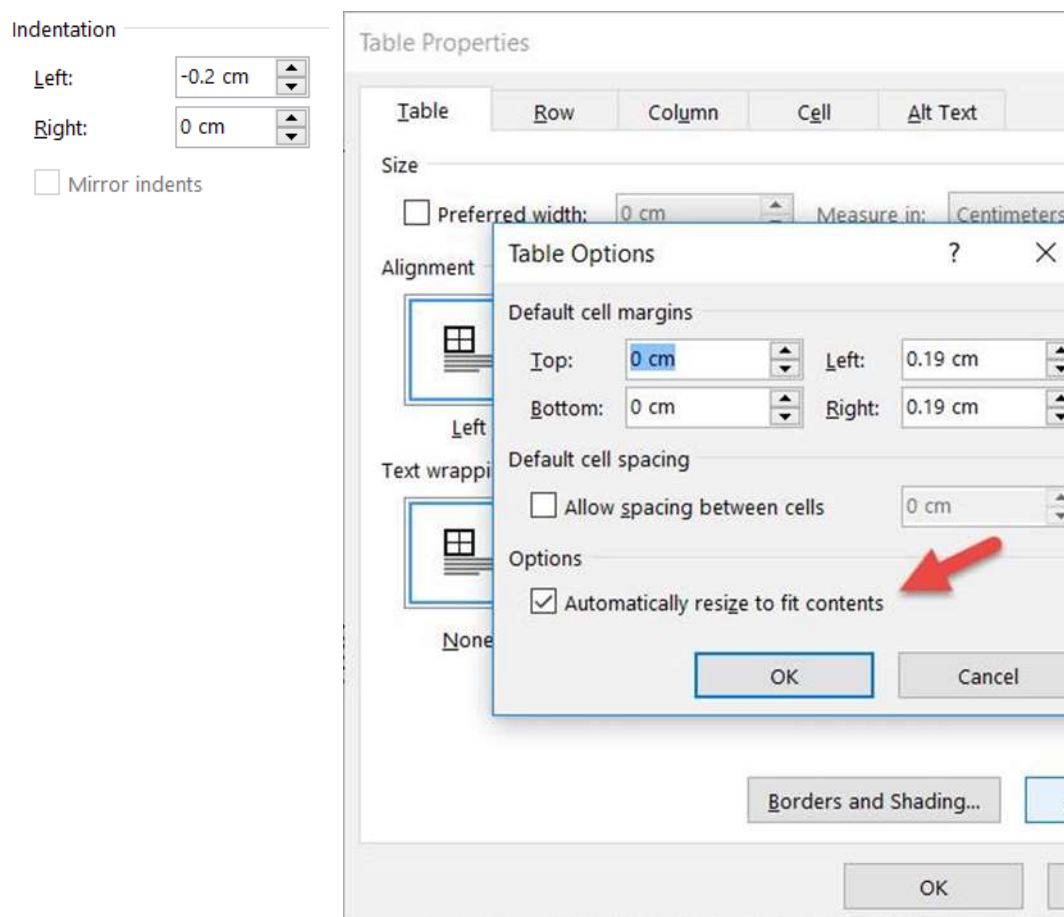 Indentation
Left: -0.2 cm
Right: 0 cm
Mirror indents
Table Properties
Table Row Column Cell Alt Text
Size
Preferred width: 0 cm Measure in: Centimeters
Alignment
Left
Text wrappi
None
Table Options ?
Default cell margins
Top: 0 cm Left: 0.19 cm
Bottom: 0 cm Right: 0.19 cm
Default cell spacing
Allow spacing between cells 0 cm
Options
Automatically resize to fit contents
OK Cancel
Borders and Shading...
OK